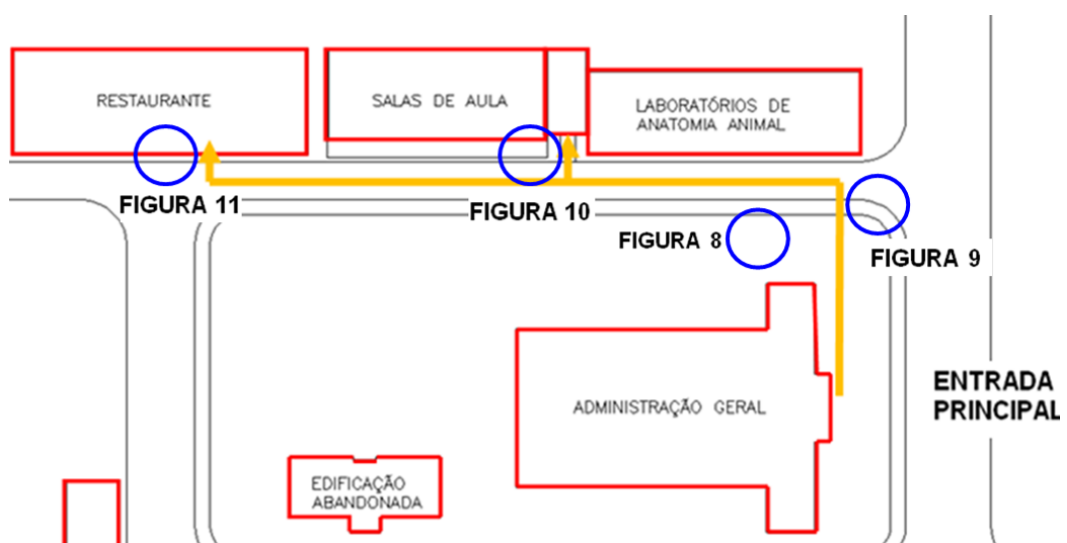 RESTAURANTE
SALAS DE AULA
LABORATÓRIOS DE
ANATOMIA ANIMAL
FIGURA 11
FIGURA 10
FIGURA 8
FIGURA 9
ENTRADA
PRINCIPAL
ADMINISTRAÇÃO GERAL
EDIFICAÇÃO
ABANDONADA